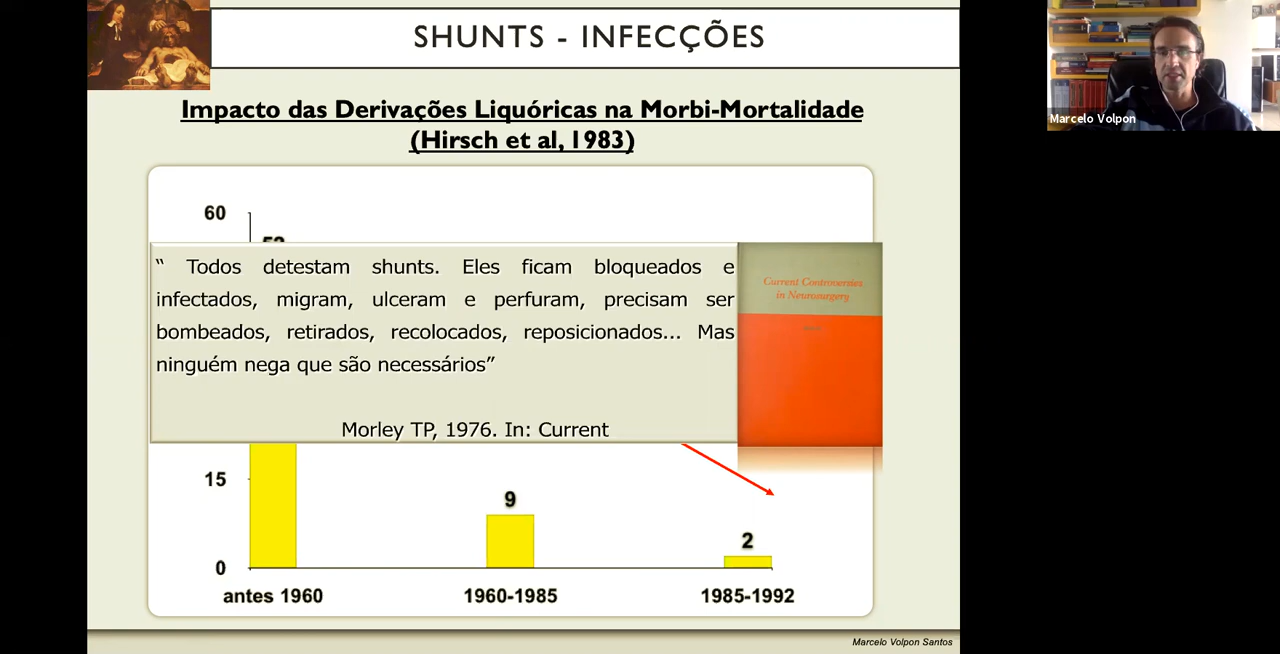 SHUNTS - INFECÇÕES
Marcelo Volpon
Impacto das Derivações Liquóricas na Morbi-Mortalidade
(Hirsch et al, 1983)
60
“ Todos detestam shunts. Eles ficam bloqueados e
infectados, migram, ulceram e perfuram, precisam ser
bombeados, retirados, recolocados, reposicionados... Mas
ninguém nega que são necessários”
Morley TP, 1976. In: Current
Current Controversies
in Neurosurgery
15
9
2
0
antes 1960
1960-1985
1985-1992
Marcelo Volpon Santos